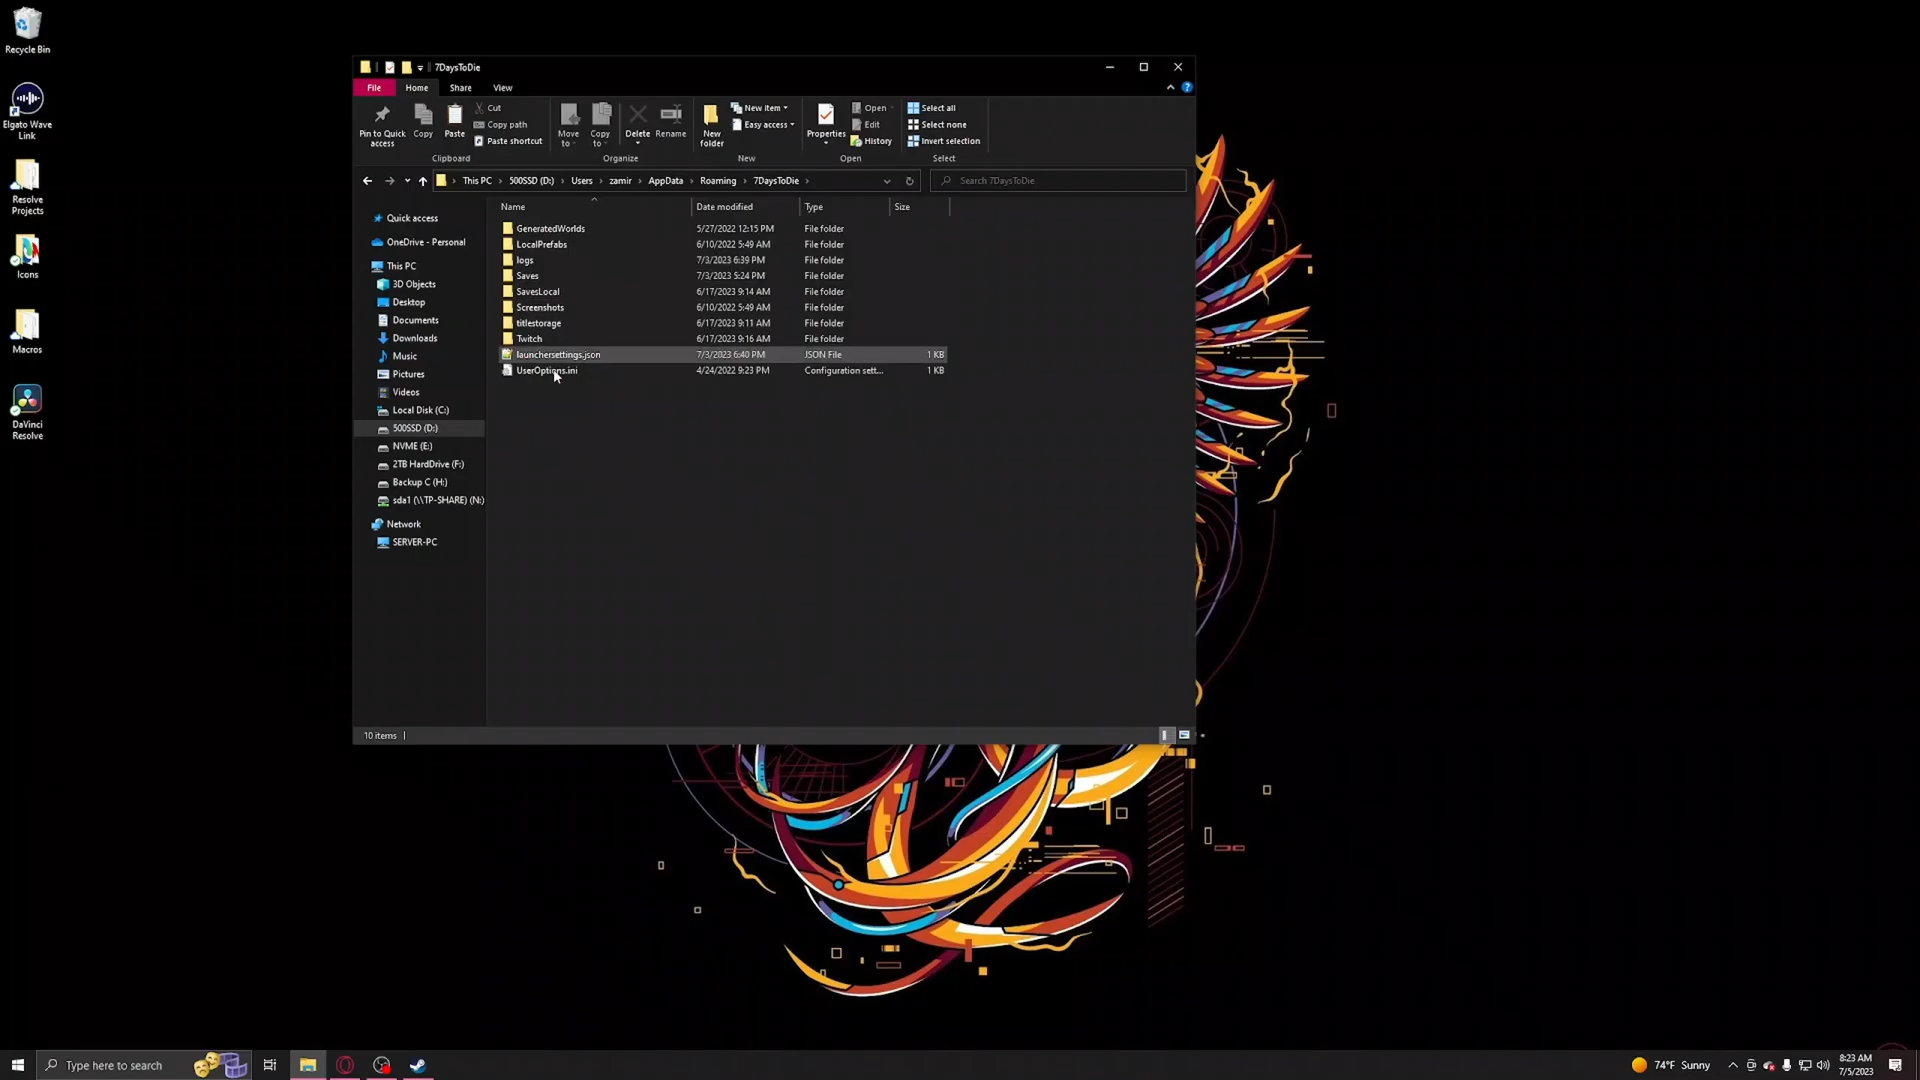 Recycle Bin
Elgato Wave
Link
Resolve
Projects
Icons
Macros
DaVinci
Resolve
7DaysToDie
File Home Share View
Pin to Quick
access
Copy
Paste
Cut
Copy path
Paste shortcut
Clipboard
Move
to
Copy
to
Delete
Rename
Organize
New
folder
New item
Easy access
New
Properties
Open
Edit
History
Open
Select all
Select none
Invert selection
Select
This PC > 500SSD (D:) > Users > zamir > AppData > Roaming > 7DaysToDie >
Search 7DaysToDie
Quick access
OneDrive - Personal
This PC
3D Objects
Desktop
Documents
Downloads
Music
Pictures
Videos
Local Disk (C:)
500SSD (D:)
NVME (E:)
2TB HardDrive (F:)
Backup C (H:)
sda1 (\\TP-SHARE) (N:)
Network
SERVER-PC
Name Date modified Type Size
GeneratedWorlds 5/27/2022 12:15 PM File folder
LocalPrefabs 6/10/2022 5:49 AM File folder
logs 7/3/2023 6:39 PM File folder
Saves 7/3/2023 5:24 PM File folder
SavesLocal 6/17/2023 9:14 AM File folder
Screenshots 6/10/2022 5:49 AM File folder
titlestorage 6/17/2023 9:11 AM File folder
Twitch 6/17/2023 9:16 AM File folder
launchersettings.json 7/3/2023 6:40 PM JSON File 1 KB
UserOptions.ini 4/24/2022 9:23 PM Configuration sett... 1 KB
10 items
Type here to search
74°F Sunny
8:23 AM
7/5/2023